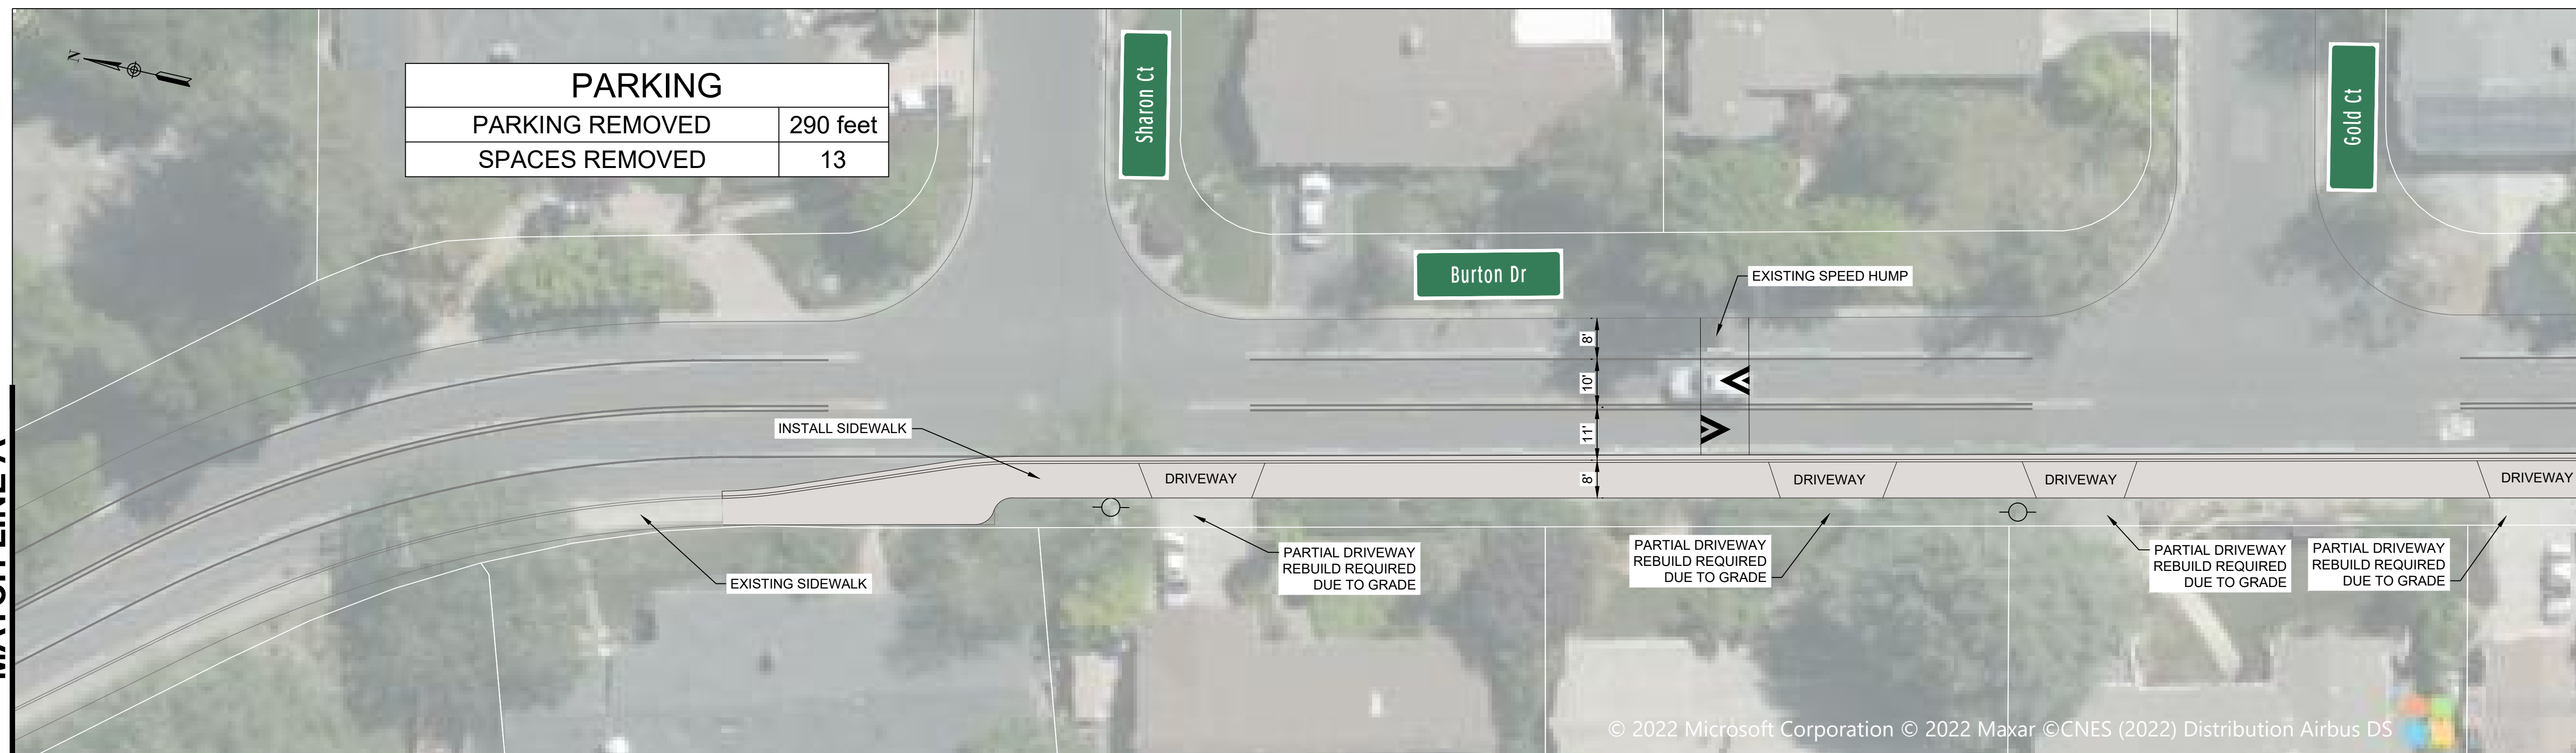 N
PARKING
PARKING REMOVED 290 feet
SPACES REMOVED 13
Sharon Ct
Gold Ct
Burton Dr
EXISTING SPEED HUMP
8'
10'
11'
8'
INSTALL SIDEWALK
DRIVEWAY
DRIVEWAY
DRIVEWAY
DRIVEWAY
EXISTING SIDEWALK
PARTIAL DRIVEWAY
REBUILD REQUIRED
DUE TO GRADE
PARTIAL DRIVEWAY
REBUILD REQUIRED
DUE TO GRADE
PARTIAL DRIVEWAY
REBUILD REQUIRED
DUE TO GRADE
PARTIAL DRIVEWAY
REBUILD REQUIRED
DUE TO GRADE
© 2022 Microsoft Corporation © 2022 Maxar ©CNES (2022) Distribution Airbus DS